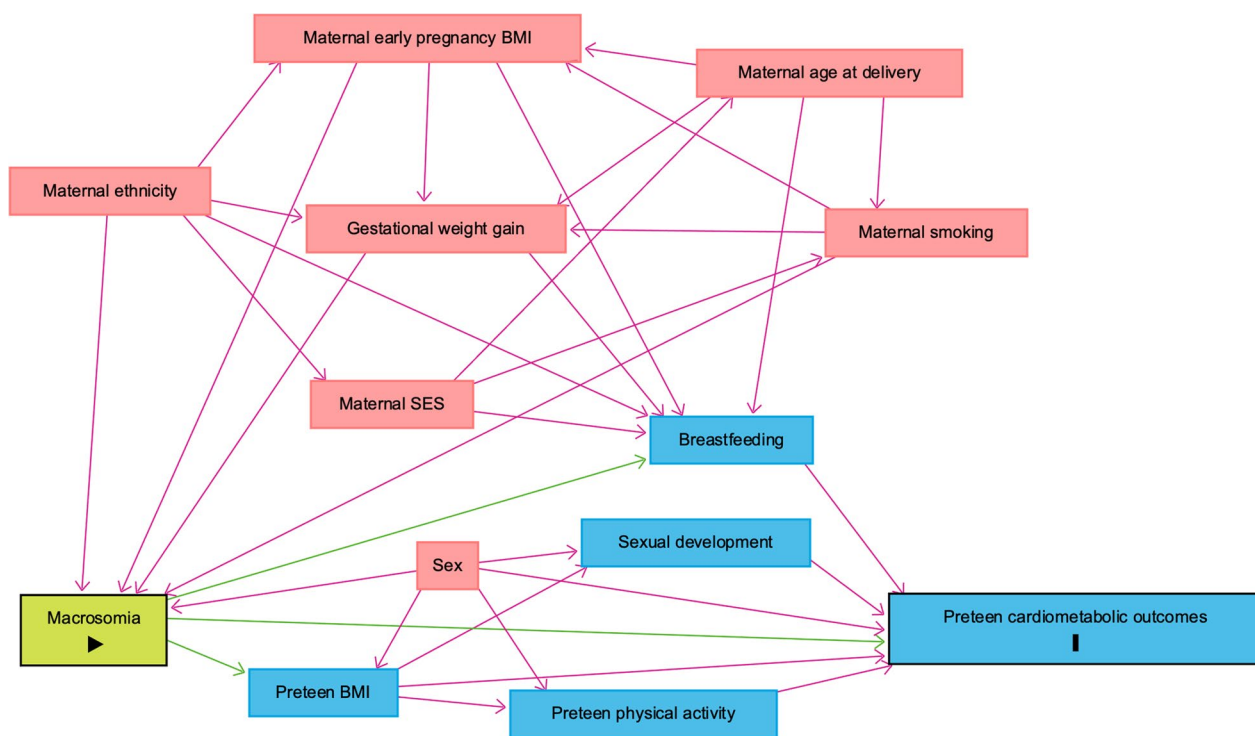 Maternal early pregnancy BMI
Maternal age at delivery
Maternal ethnicity
Gestational weight gain
Maternal smoking
Maternal SES
Breastfeeding
Sexual development
Sex
Macrosomia
Preteen cardiometabolic outcomes
Preteen BMI
Preteen physical activity